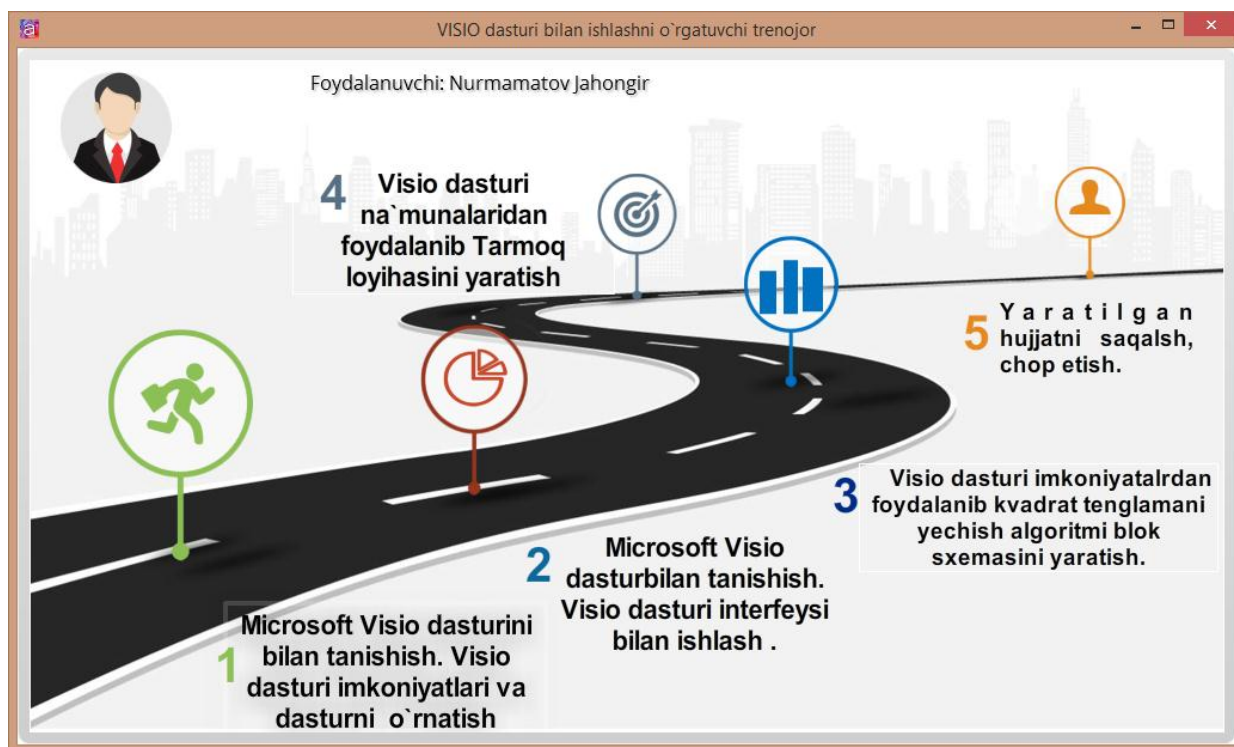 VISIO dasturi bilan ishlashni o`rgatuvchi trenojor
Foydalanuvchi: Nurmamatov Jahongir
4
Visio dasturi
na`munalaridan
foydalanib Tarmoq
loyihasini yaratish
5
Yaratilgan
hujjatni saqalsh,
chop etish.
3
Visio dasturi imkoniyatalrdan
foydalanib kvadrat tenglamani
yechish algoritmi blok
sxemasini yaratish.
2
Microsoft Visio
dasturbilan tanishish.
Visio dasturi interfeysi
bilan ishlash .
1
Microsoft Visio dasturini
bilan tanishish. Visio
dasturi imkoniyatlari va
dasturni o`rnatish